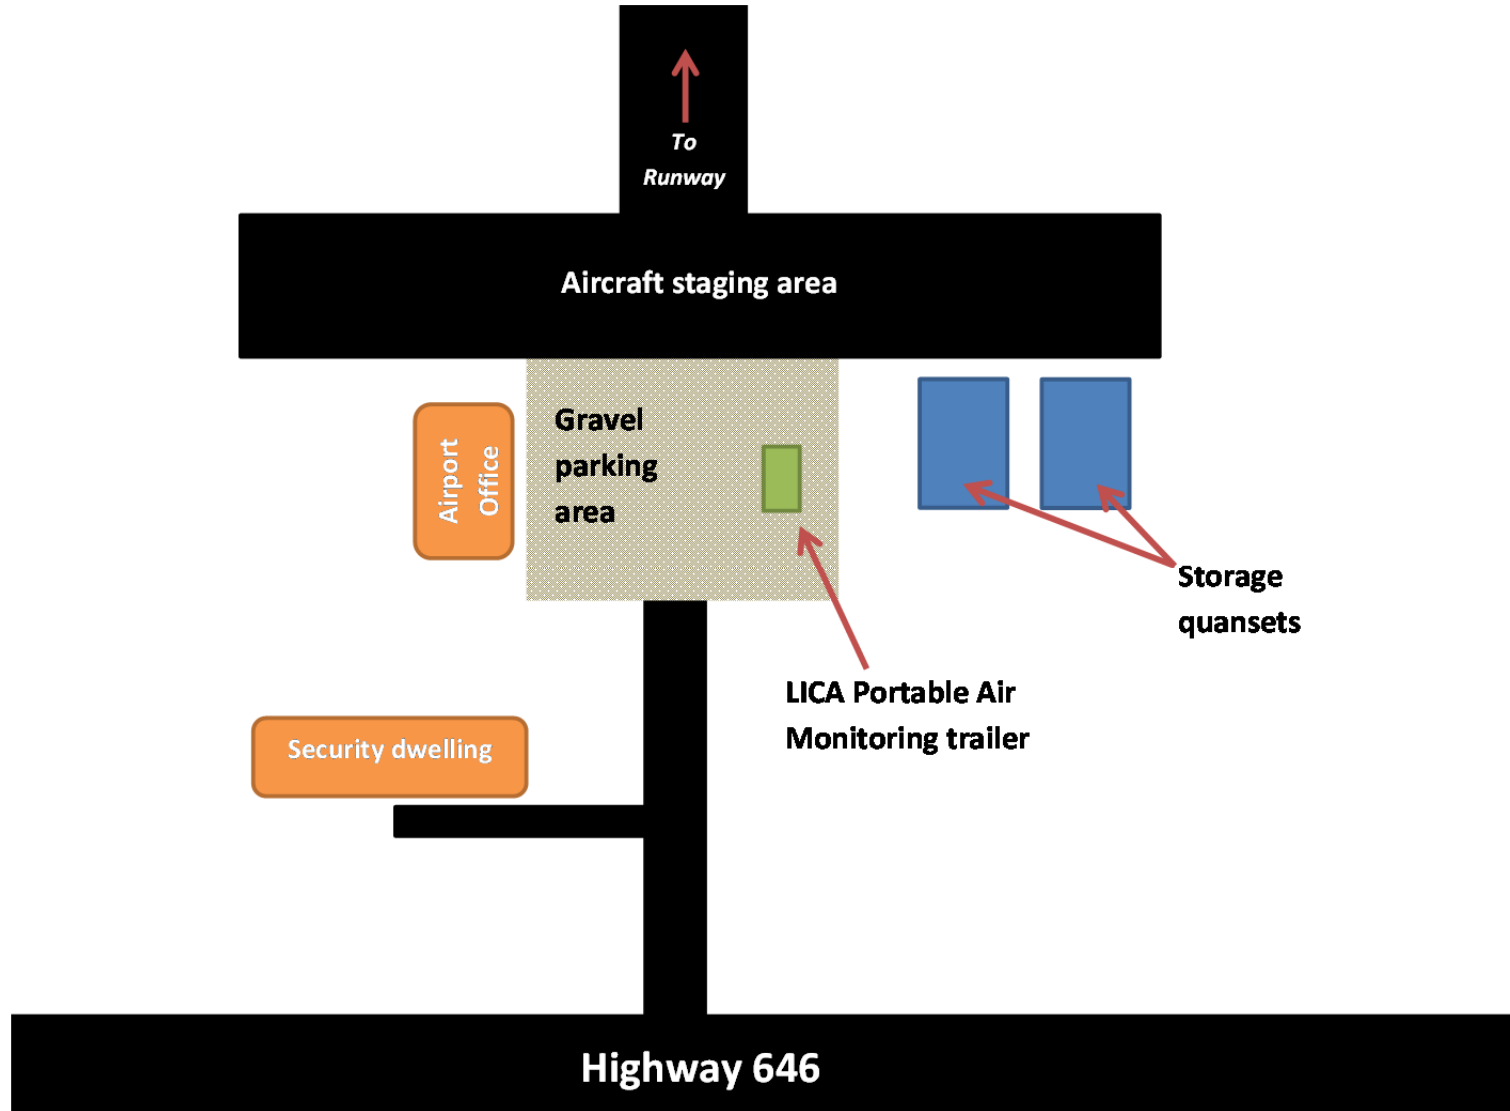 To
Runway
Aircraft staging area
Gravel
parking
area
Airport
Office
Storage
quansets
LICA Portable Air
Monitoring trailer
Security dwelling
Highway 646